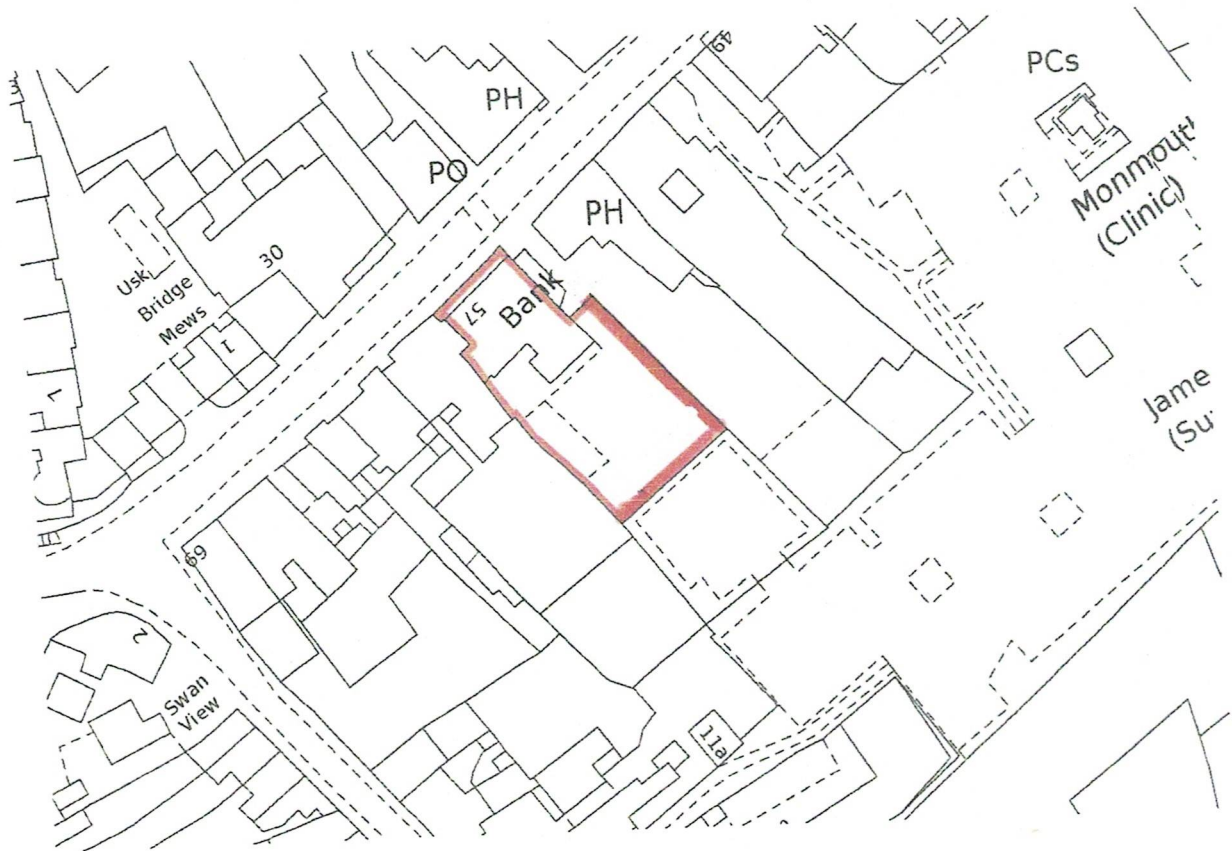 49
PCs
PH
PO
Monmouth
(Clinic)
PH
30
Usk
Bridge
Mews
57
Bank
1
1
Jame
(Su
69
2
Swan
View
11a